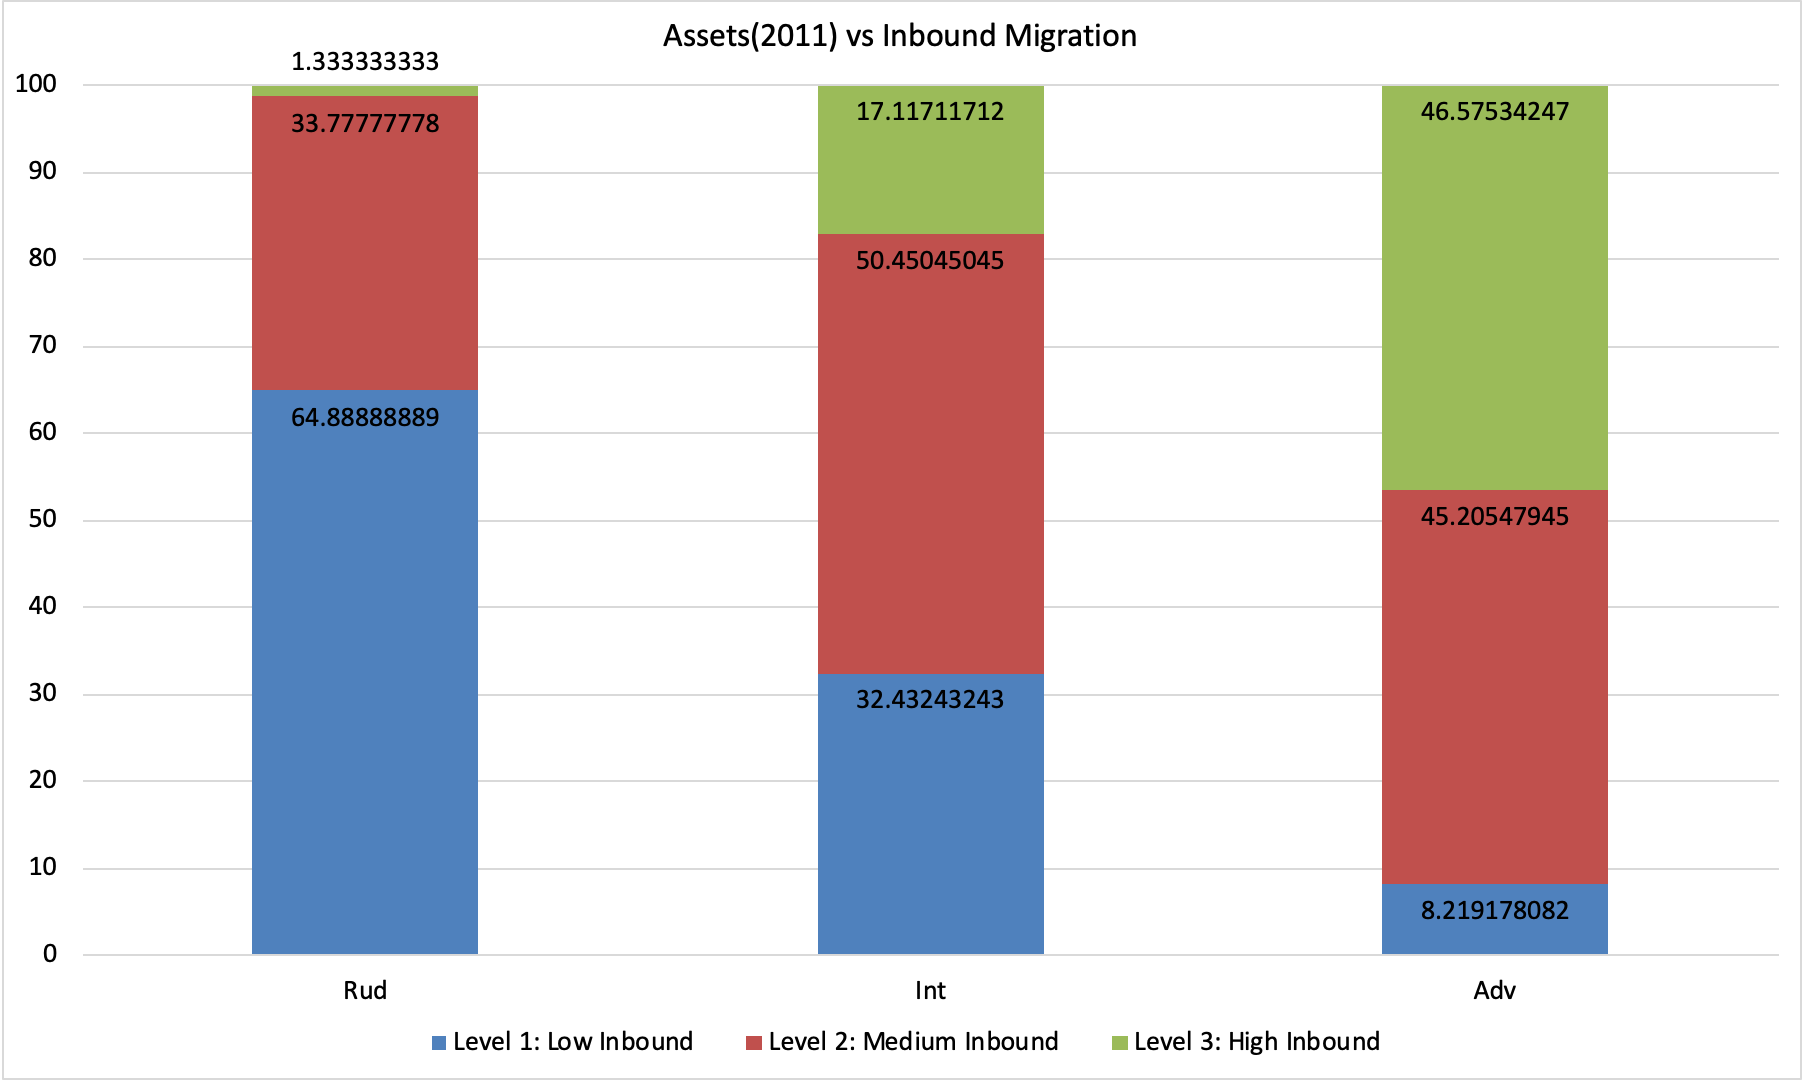 Assets(2011) vs Inbound Migration
1.333333333
100
33.77777778
17.11711712
46.57534247
90
80
50.45045045
70
64.88888889
60
50
45.20547945
40
30
32.43243243
20
10
8.219178082
0
Rud
Int
Adv
Level 1: Low Inbound
Level 2: Medium Inbound
Level 3: High Inbound